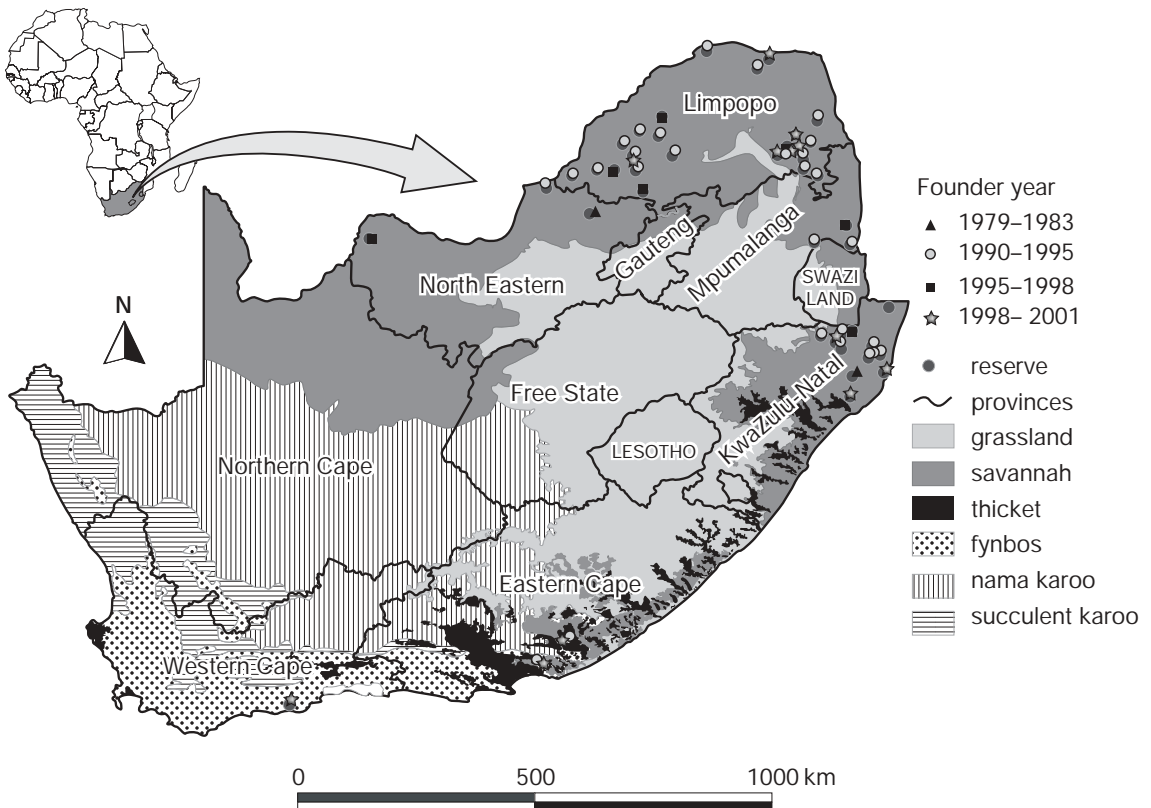 Limpopo
North Eastern
Gauteng
Mpumalanga
SWAZI
LAND
N
Free State
KwaZulu-Natal
LESOTHO
Northern Cape
Eastern Cape
Western Cape
Founder year
1979–1983
1990–1995
1995–1998
1998– 2001
reserve
provinces
grassland
savannah
thicket
fynbos
nama karoo
succulent karoo
0 500 1000 km